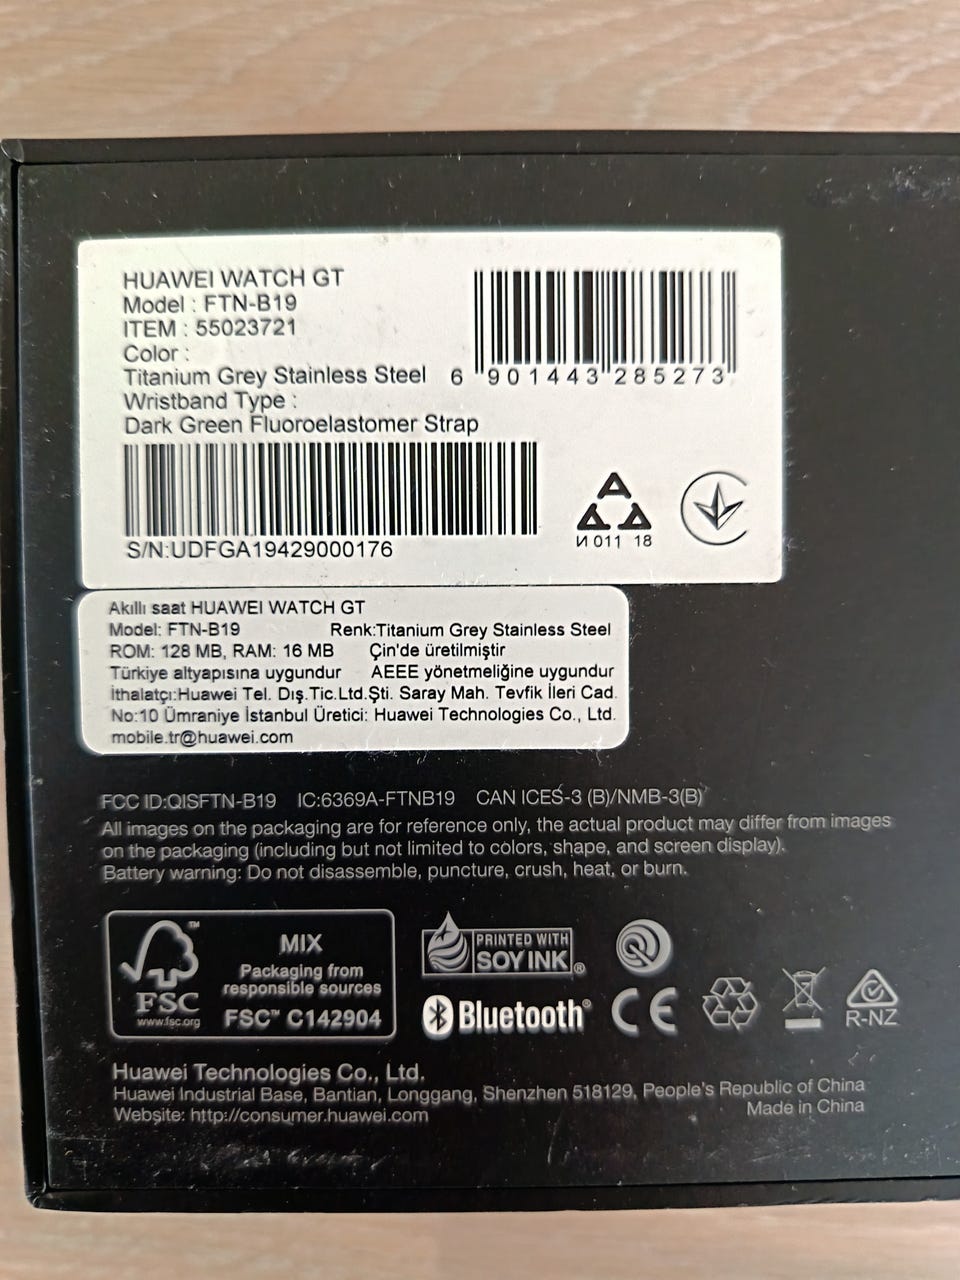 HUAWEI WATCH GT
Model : FTN-B19
ITEM : 55023721
Color :
Titanium Grey Stainless Steel
Wristband Type :
Dark Green Fluoroelastomer Strap
6 901443 285273
S/N:UDFGA19429000176
И 011 18
Akıllı saat HUAWEI WATCH GT
Model: FTN-B19 Renk:Titanium Grey Stainless Steel
ROM: 128 MB, RAM: 16 MB Çin'de üretilmiştir
Türkiye altyapısına uygundur AEEE yönetmeliğine uygundur
İthalatçı:Huawei Tel. Dış.Tic.Ltd.Şti. Saray Mah. Tevfik İleri Cad.
No:10 Ümraniye İstanbul Üretici: Huawei Technologies Co., Ltd.
mobile.tr@huawei.com
FCC ID:QISFTN-B19 IC:6369A-FTNB19 CAN ICES-3 (B)/NMB-3(B)
All images on the packaging are for reference only, the actual product may differ from images
on the packaging (including but not limited to colors, shape, and screen display).
Battery warning: Do not disassemble, puncture, crush, heat, or burn.
FSC
www.fsc.org
MIX
Packaging from
responsible sources
FSC™ C142904
PRINTED WITH
SOY INK®
Bluetooth®
CE
R-NZ
Huawei Technologies Co., Ltd.
Huawei Industrial Base, Bantian, Longgang, Shenzhen 518129, People's Republic of China
Website: http://consumer.huawei.com Made in China